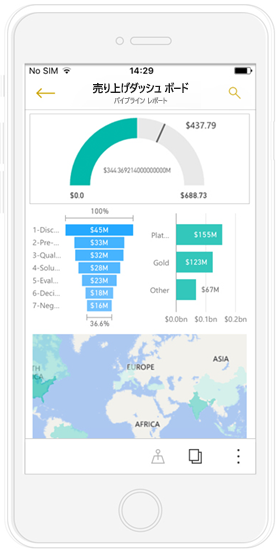 No SIM 14:29
売り上げダッシュ ボード
パイプライン レポート
$437.79
$344.369214000000000M
$0.0 $688.73
100%
1-Disc... $45M
2-Pre-... $33M
3-Qual... $32M
4-Solu... $28M
5-Eval... $23M
6-Deci... $18M
7-Neg... $16M
36.6%
Plat... $155M
Gold $123M
Other $67M
$0.0bn $0.1bn $0.2bn
EUROPE
ASIA
AFRICA